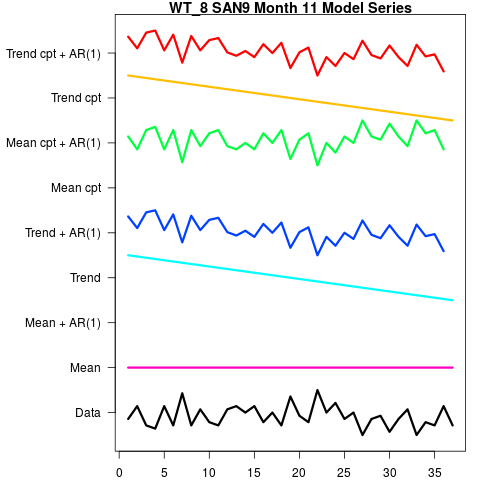 WT_8 SAN9 Month 11 Model Series
Trend cpt + AR(1)
Trend cpt
Mean cpt + AR(1)
Mean cpt
Trend + AR(1)
Trend
Mean + AR(1)
Mean
Data
0 5 10 15 20 25 30 35